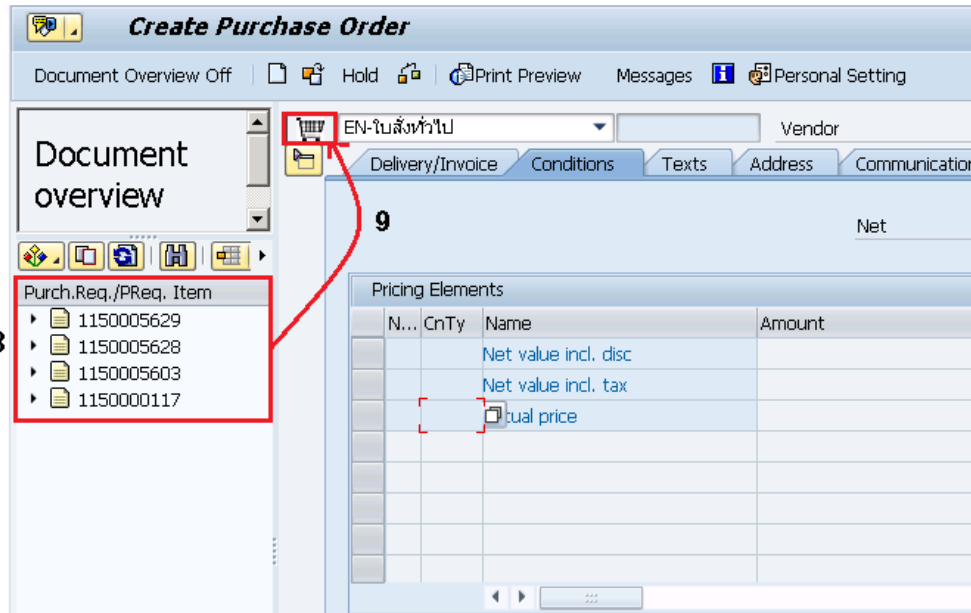 Create Purchase Order
Document Overview Off Hold Print Preview Messages Personal Setting
EN-ใบสั่งทั่วไป Vendor
Document overview
Delivery/Invoice Conditions Texts Address Communication
9
Net
Purch.Req./PReq. Item
1150005629
1150005628
1150005603
1150000117
Pricing Elements
N... CnTy Name Amount
Net value incl. disc
Net value incl. tax
tual price